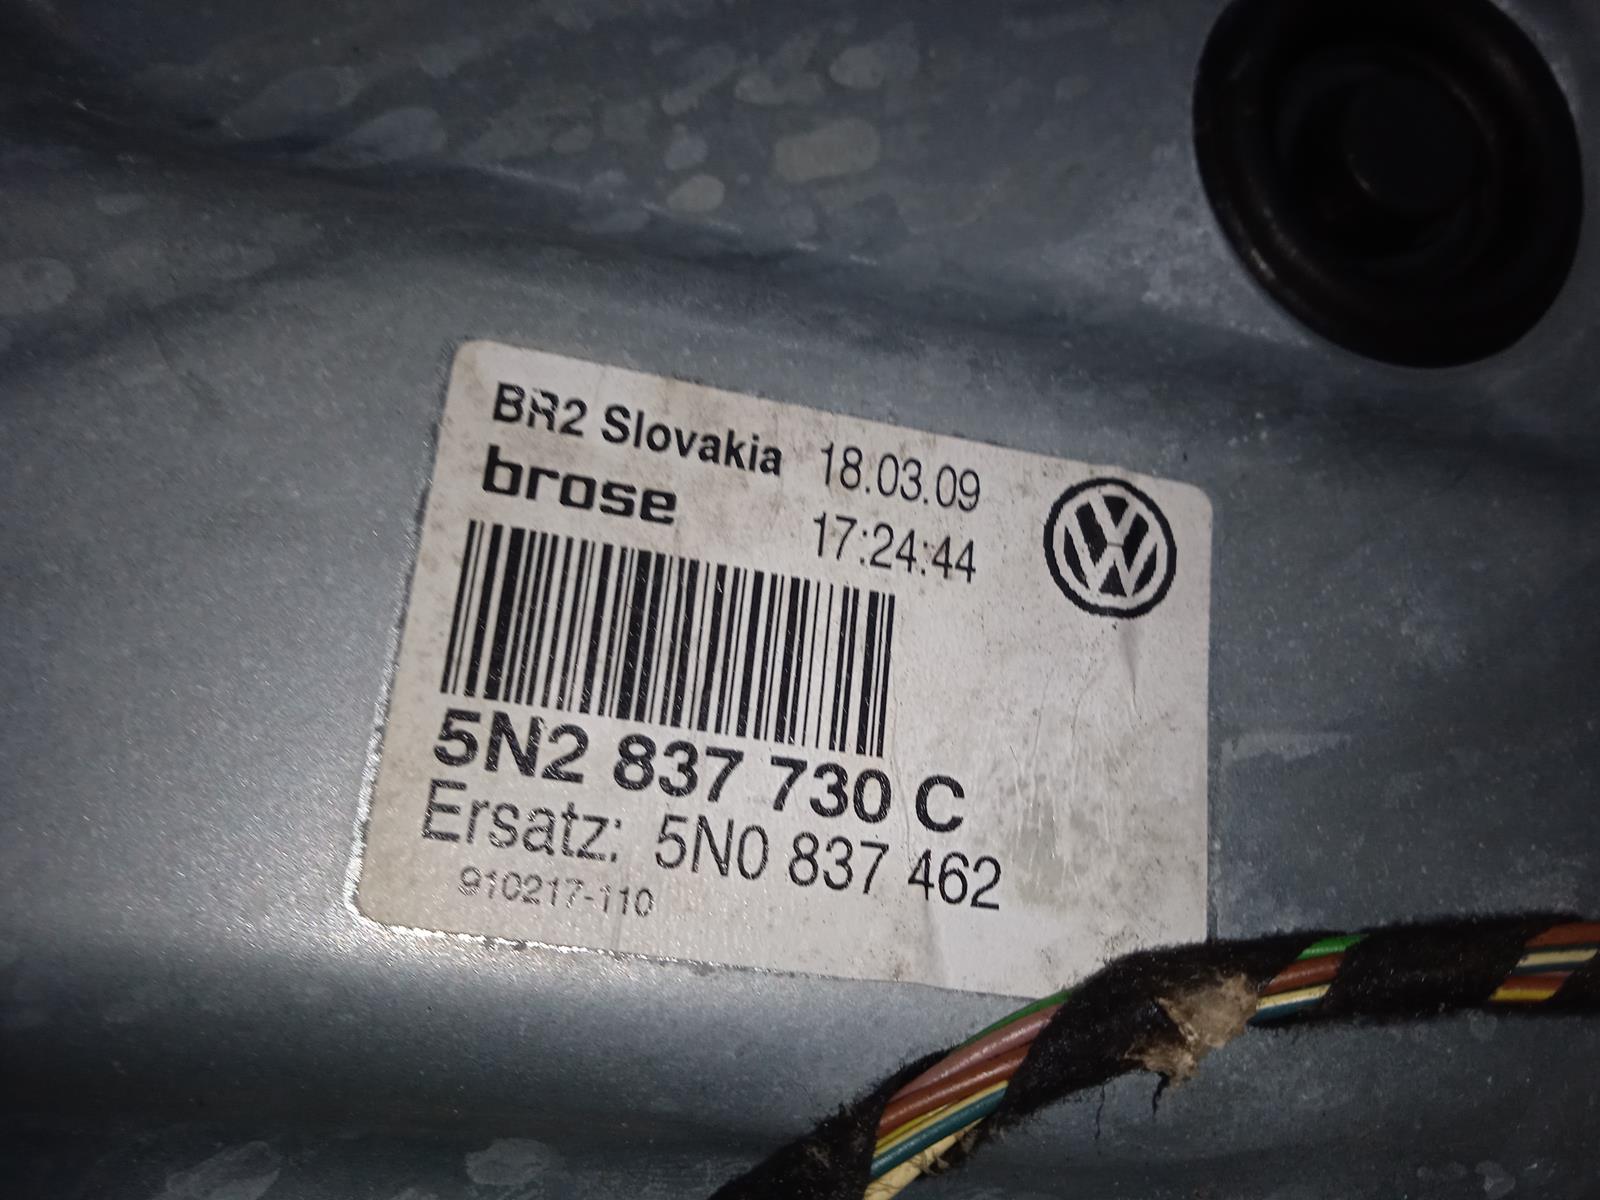 BR2 Slovakia 18.03.09
brose 17:24:44
5N2 837 730 C
Ersatz: 5N0 837 462
910217-110